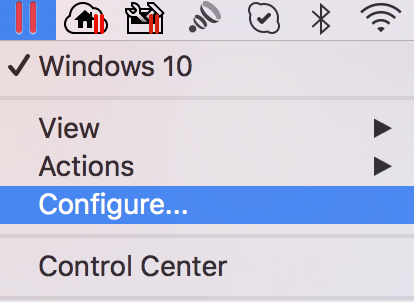 Windows 10
View
Actions
Configure...
Control Center